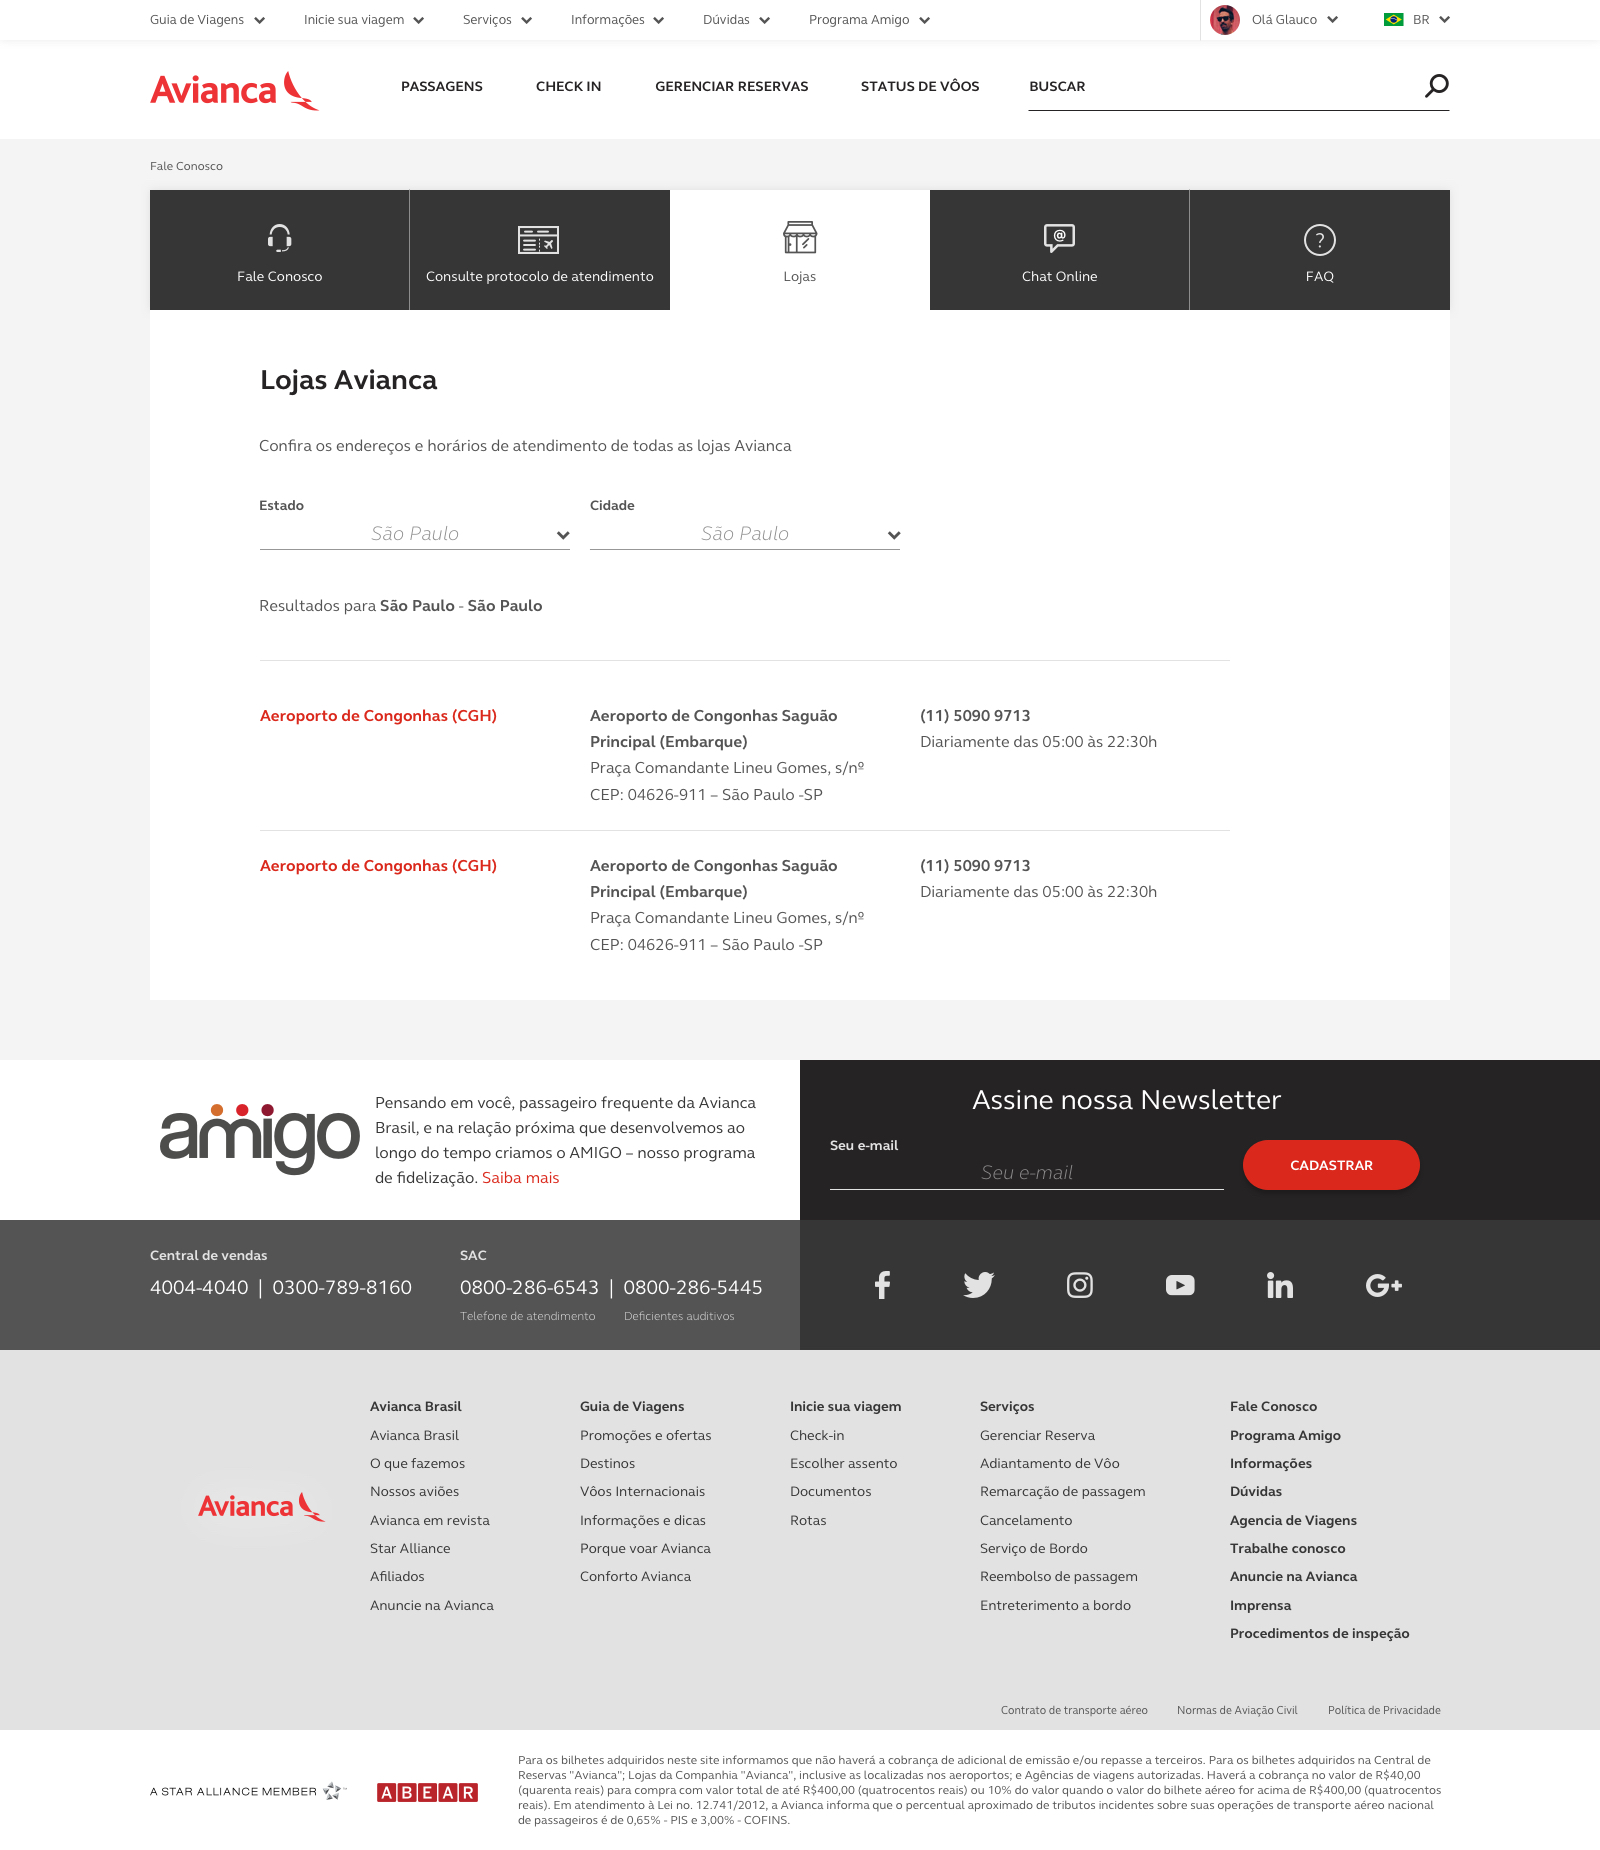 Guia de Viagens
Inicie sua viagem
Serviços
Informações
Dúvidas
Programa Amigo
Olá Glauco
BR
Avianca
PASSAGENS
CHECK IN
GERENCIAR RESERVAS
STATUS DE VÔOS
BUSCAR
Fale Conosco
Fale Conosco
Consulte protocolo de atendimento
Lojas
Chat Online
FAQ
Lojas Avianca
Confira os endereços e horários de atendimento de todas as lojas Avianca
Estado
São Paulo
Cidade
São Paulo
Resultados para São Paulo - São Paulo
Aeroporto de Congonhas (CGH)
Aeroporto de Congonhas Saguão
Principal (Embarque)
Praça Comandante Lineu Gomes, s/nº
CEP: 04626-911 – São Paulo -SP
(11) 5090 9713
Diariamente das 05:00 às 22:30h
Aeroporto de Congonhas (CGH)
Aeroporto de Congonhas Saguão
Principal (Embarque)
Praça Comandante Lineu Gomes, s/nº
CEP: 04626-911 – São Paulo -SP
(11) 5090 9713
Diariamente das 05:00 às 22:30h
amigo
Pensando em você, passageiro frequente da Avianca
Brasil, e na relação próxima que desenvolvemos ao
longo do tempo criamos o AMIGO – nosso programa
de fidelização. Saiba mais
Assine nossa Newsletter
Seu e-mail
Seu e-mail
CADASTRAR
Central de vendas
4004-4040 | 0300-789-8160
SAC
0800-286-6543 | 0800-286-5445
Telefone de atendimento
Deficientes auditivos
Avianca
Avianca Brasil
Avianca Brasil
O que fazemos
Nossos aviões
Avianca em revista
Star Alliance
Afiliados
Anuncie na Avianca
Guia de Viagens
Promoções e ofertas
Destinos
Vôos Internacionais
Informações e dicas
Porque voar Avianca
Conforto Avianca
Inicie sua viagem
Check-in
Escolher assento
Documentos
Rotas
Serviços
Gerenciar Reserva
Adiantamento de Vôo
Remarcação de passagem
Cancelamento
Serviço de Bordo
Reembolso de passagem
Entreterimento a bordo
Fale Conosco
Programa Amigo
Informações
Dúvidas
Agencia de Viagens
Trabalhe conosco
Anuncie na Avianca
Imprensa
Procedimentos de inspeção
Contrato de transporte aéreo
Normas de Aviação Civil
Política de Privacidade
A STAR ALLIANCE MEMBER
ABEAR
Para os bilhetes adquiridos neste site informamos que não haverá a cobrança de adicional de emissão e/ou repasse a terceiros. Para os bilhetes adquiridos na Central de
Reservas "Avianca"; Lojas da Companhia "Avianca", inclusive as localizadas nos aeroportos; e Agências de viagens autorizadas. Haverá a cobrança no valor de R$40,00
(quarenta reais) para compra com valor total de até R$400,00 (quatrocentos reais) ou 10% do valor quando o valor do bilhete aéreo for acima de R$400,00 (quatrocentos
reais). Em atendimento à Lei no. 12.741/2012, a Avianca informa que o percentual aproximado de tributos incidentes sobre suas operações de transporte aéreo nacional
de passageiros é de 0,65% - PIS e 3,00% - COFINS.